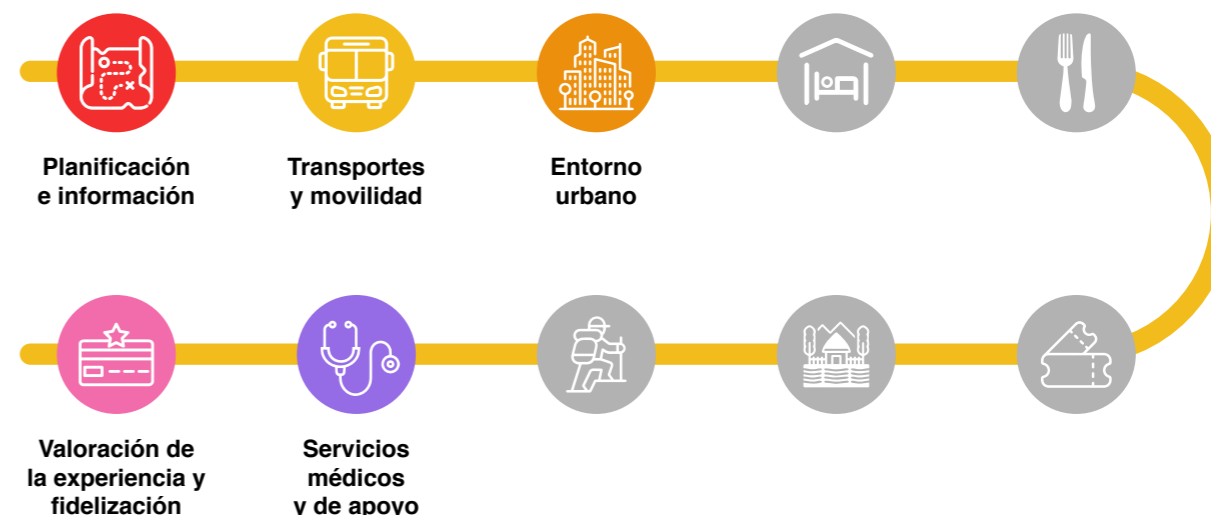 Planificación
e información
Transportes
y movilidad
Entorno
urbano
Valoración de
la experiencia y
fidelización
Servicios
médicos
y de apoyo